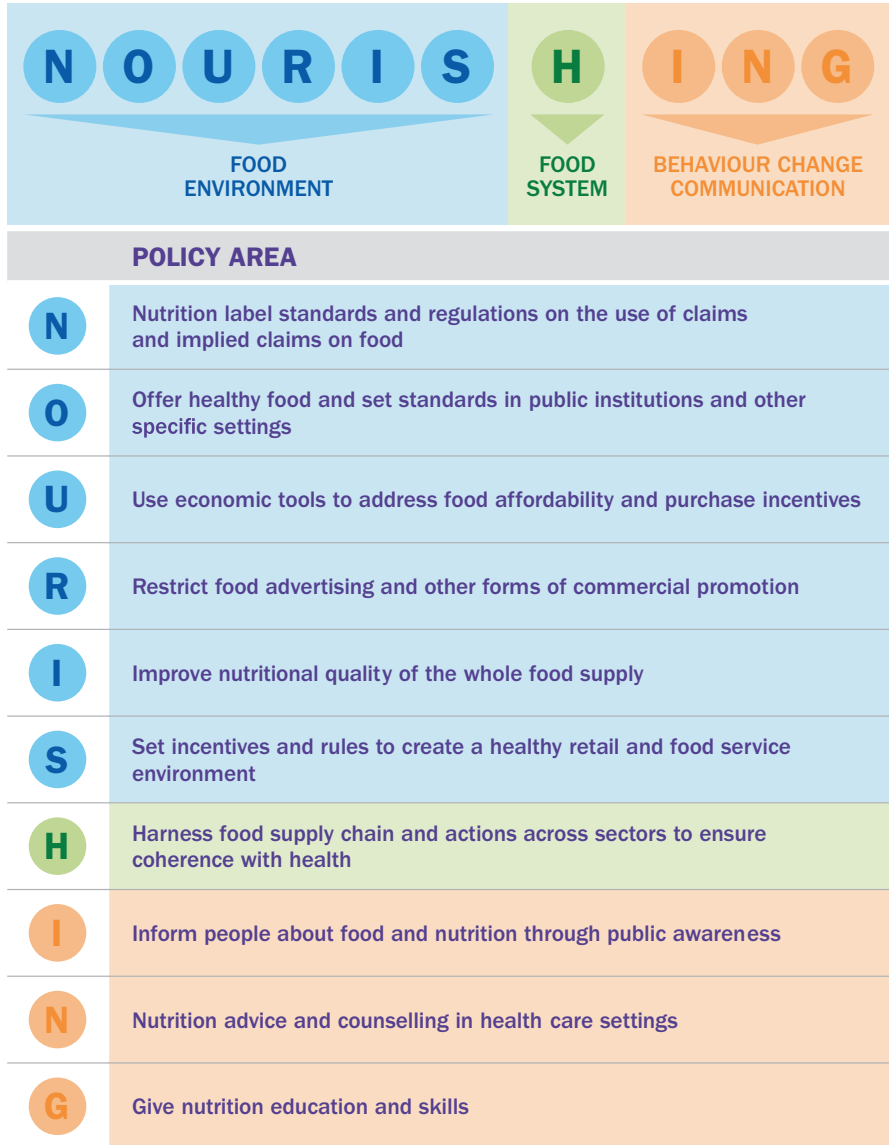 N O U R I S H I N G
FOOD
ENVIRONMENT
FOOD
SYSTEM
BEHAVIOUR CHANGE
COMMUNICATION
POLICY AREA
N
Nutrition label standards and regulations on the use of claims
and implied claims on food
O
Offer healthy food and set standards in public institutions and other
specific settings
U
Use economic tools to address food affordability and purchase incentives
R
Restrict food advertising and other forms of commercial promotion
I
Improve nutritional quality of the whole food supply
S
Set incentives and rules to create a healthy retail and food service
environment
H
Harness food supply chain and actions across sectors to ensure
coherence with health
I
Inform people about food and nutrition through public awareness
N
Nutrition advice and counselling in health care settings
G
Give nutrition education and skills